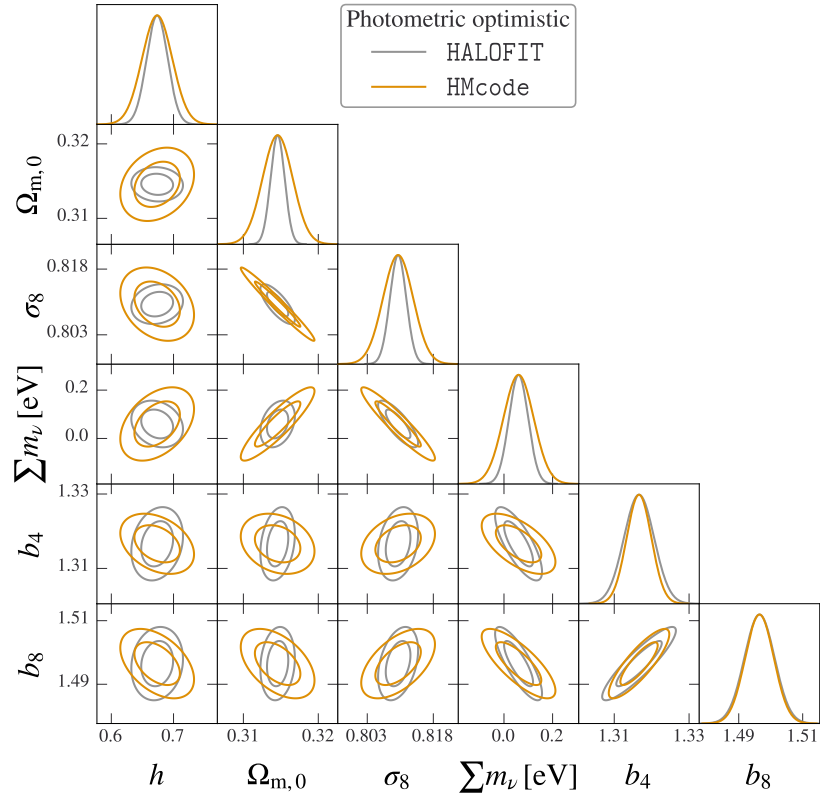 Photometric optimistic
HALOFIT
HMcode
0.32
0.31
Ωm,0
0.818
0.803
σ8
0.2
0.0
∑mν [eV]
1.33
1.31
b4
1.51
1.49
b8
0.6 0.7 0.31 0.32 0.803 0.818 0.0 0.2 1.31 1.33 1.49 1.51
h Ωm,0 σ8 ∑mν [eV] b4 b8